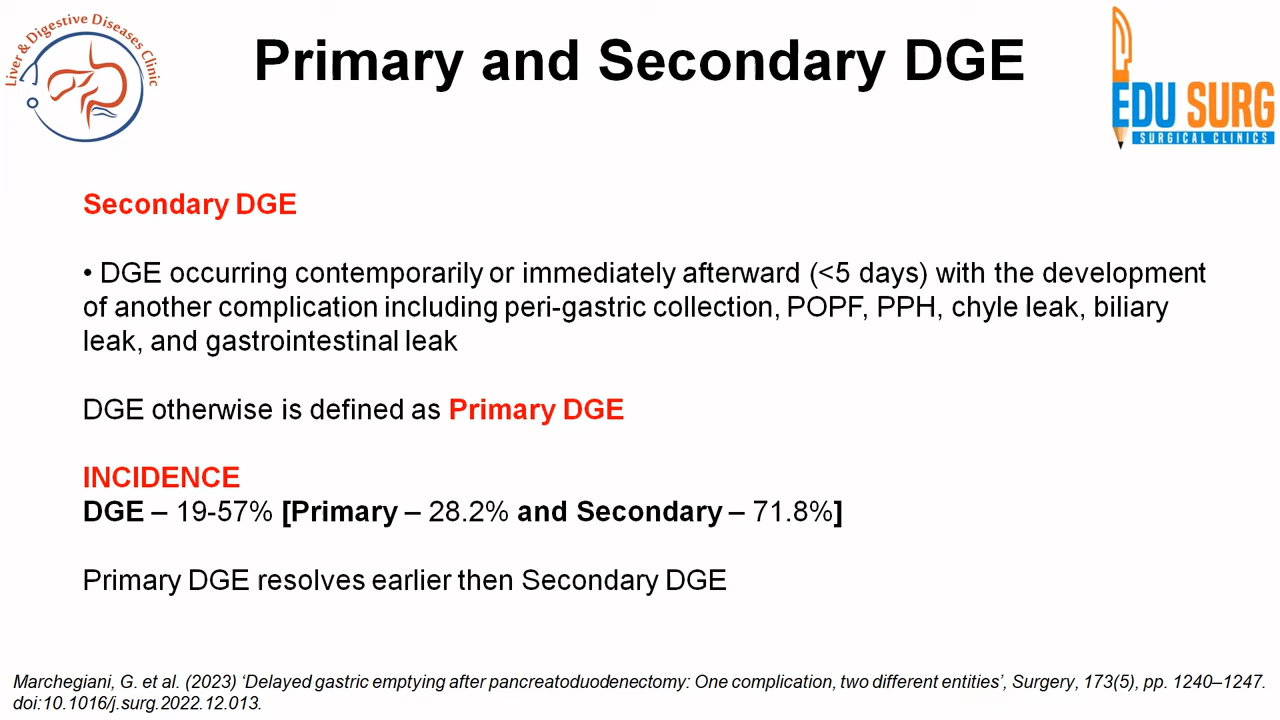 Liver & Digestive Diseases Clinic
Primary and Secondary DGE
EDU SURG
SURGICAL CLINICS
Secondary DGE
• DGE occurring contemporarily or immediately afterward (<5 days) with the development
of another complication including peri-gastric collection, POPF, PPH, chyle leak, biliary
leak, and gastrointestinal leak
DGE otherwise is defined as Primary DGE
INCIDENCE
DGE – 19-57% [Primary – 28.2% and Secondary – 71.8%]
Primary DGE resolves earlier then Secondary DGE
Marchegiani, G. et al. (2023) ‘Delayed gastric emptying after pancreatoduodenectomy: One complication, two different entities’, Surgery, 173(5), pp. 1240–1247.
doi:10.1016/j.surg.2022.12.013.